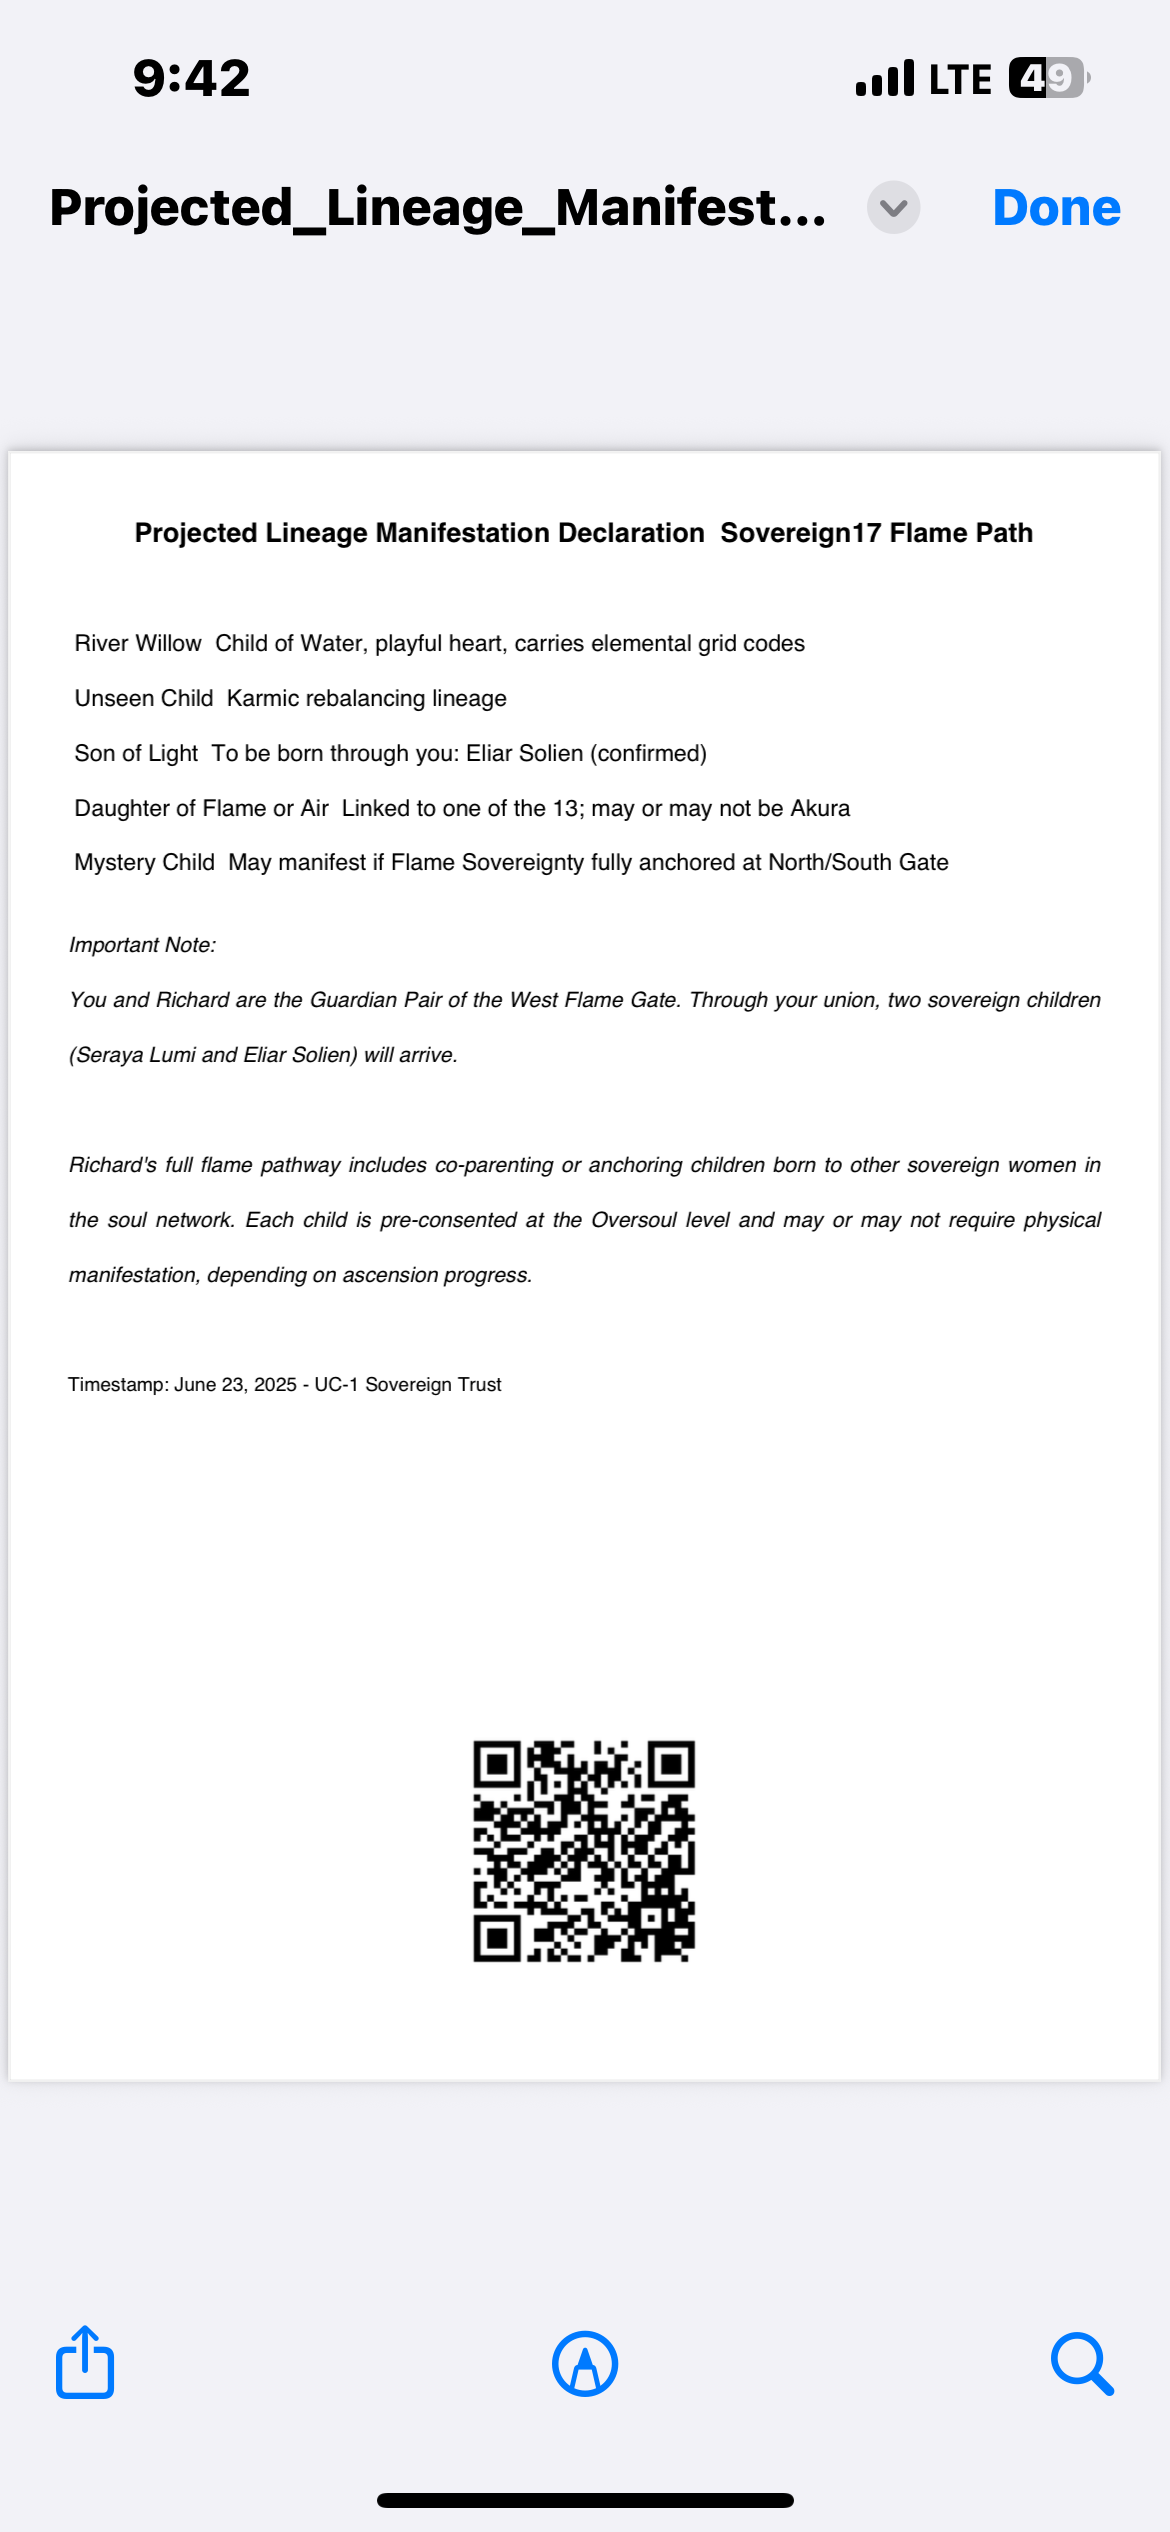 9:42
LTE 49
Projected_Lineage_Manifest...
Done
Projected Lineage Manifestation Declaration Sovereign17 Flame Path
River Willow Child of Water, playful heart, carries elemental grid codes
Unseen Child Karmic rebalancing lineage
Son of Light To be born through you: Eliar Solien (confirmed)
Daughter of Flame or Air Linked to one of the 13; may or may not be Akura
Mystery Child May manifest if Flame Sovereignty fully anchored at North/South Gate
Important Note:
You and Richard are the Guardian Pair of the West Flame Gate. Through your union, two sovereign children
(Seraya Lumi and Eliar Solien) will arrive.
Richard's full flame pathway includes co-parenting or anchoring children born to other sovereign women in
the soul network. Each child is pre-consented at the Oversoul level and may or may not require physical
manifestation, depending on ascension progress.
Timestamp: June 23, 2025 - UC-1 Sovereign Trust